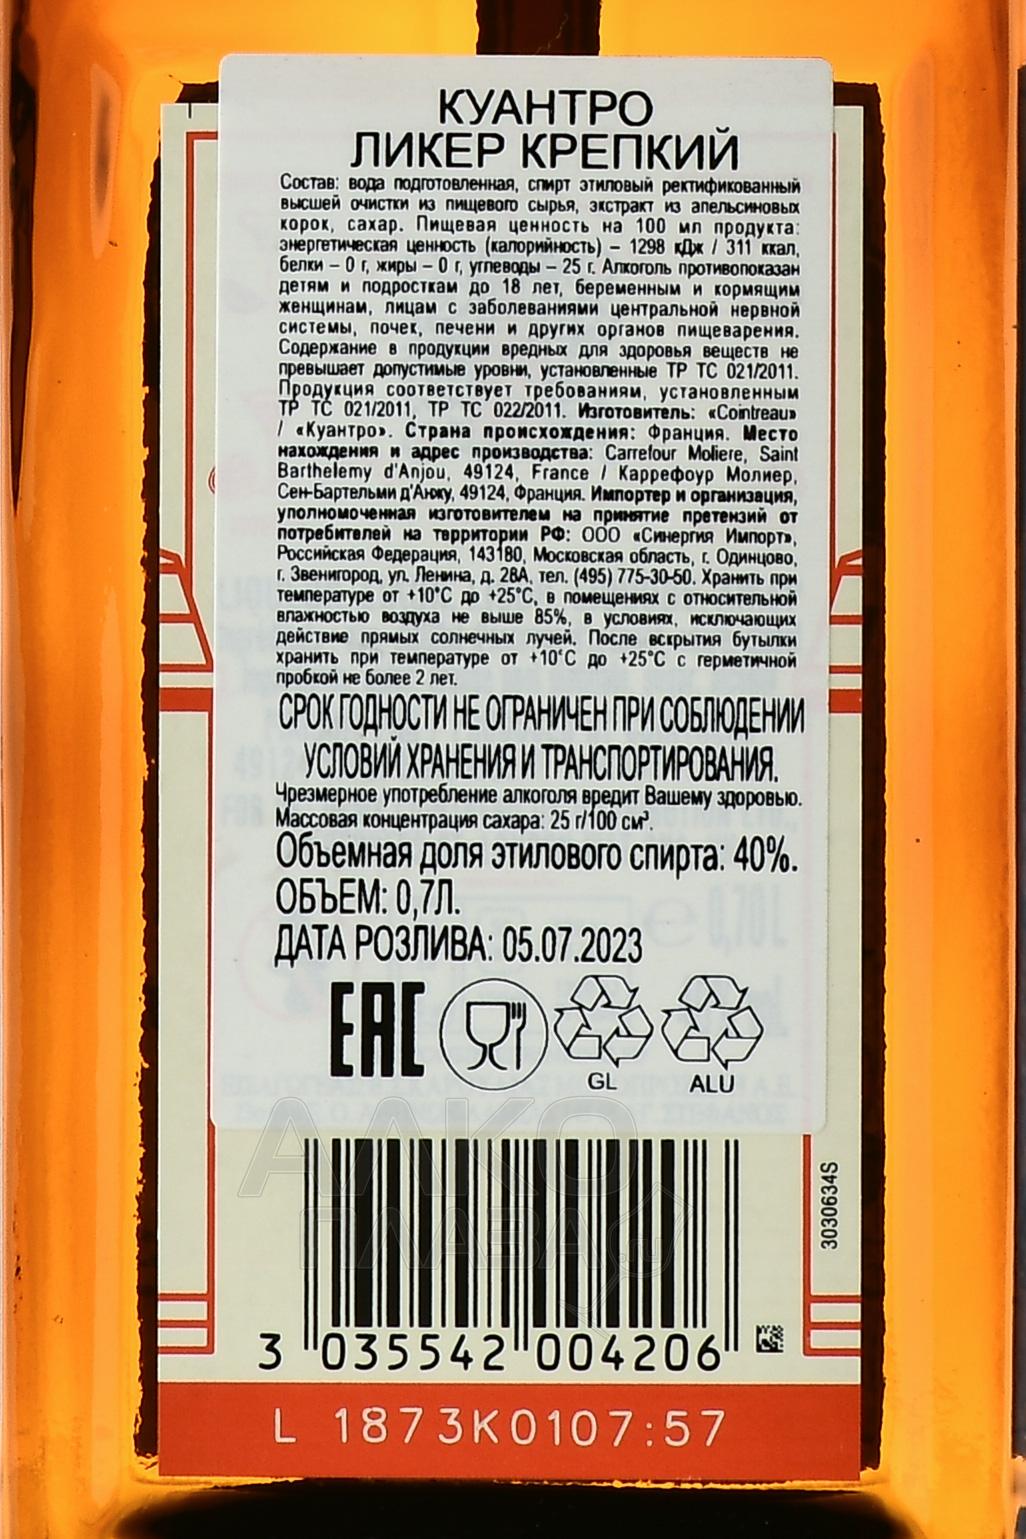 КУАНТРО
ЛИКЕР КРЕПКИЙ
Состав: вода подготовленная, спирт этиловый ректификованный
высшей очистки из пищевого сырья, экстракт из апельсиновых
корок, сахар. Пищевая ценность на 100 мл продукта:
энергетическая ценность (калорийность) – 1298 кДж / 311 ккал,
белки – 0 г, жиры – 0 г, углеводы – 25 г. Алкоголь противопоказан
детям и подросткам до 18 лет, беременным и кормящим
женщинам, лицам с заболеваниями центральной нервной
системы, почек, печени и других органов пищеварения.
Содержание в продукции вредных для здоровья веществ не
превышает допустимые уровни, установленные ТР ТС 021/2011.
Продукция соответствует требованиям, установленным
ТР ТС 021/2011, ТР ТС 022/2011. Изготовитель: «Cointreau»
/ «Куантро». Страна происхождения: Франция. Место
нахождения и адрес производства: Carrefour Moliere, Saint
Barthelemy d'Anjou, 49124, France / Каррефоур Молиер,
Сен-Бартельми д'Анжу, 49124, Франция. Импортер и организация,
уполномоченная изготовителем на принятие претензий от
потребителей на территории РФ: ООО «Синергия Импорт»,
Российская Федерация, 143180, Московская область, г. Одинцово,
г. Звенигород, ул. Ленина, д. 28А, тел. (495) 775-30-50. Хранить при
температуре от +10°С до +25°С, в помещениях с относительной
влажностью воздуха не выше 85%, в условиях, исключающих
действие прямых солнечных лучей. После вскрытия бутылки
хранить при температуре от +10°С до +25°С с герметичной
пробкой не более 2 лет.
СРОК ГОДНОСТИ НЕ ОГРАНИЧЕН ПРИ СОБЛЮДЕНИИ
УСЛОВИЙ ХРАНЕНИЯ И ТРАНСПОРТИРОВАНИЯ.
Чрезмерное употребление алкоголя вредит Вашему здоровью.
Массовая концентрация сахара: 25 г/100 см³.
Объемная доля этилового спирта: 40%.
ОБЪЕМ: 0,7Л.
ДАТА РОЗЛИВА: 05.07.2023
EAC
GL
ALU
АЛКО
ПЛАВА.ru
3030634S
3 035542 004206
L 1873K0107:57